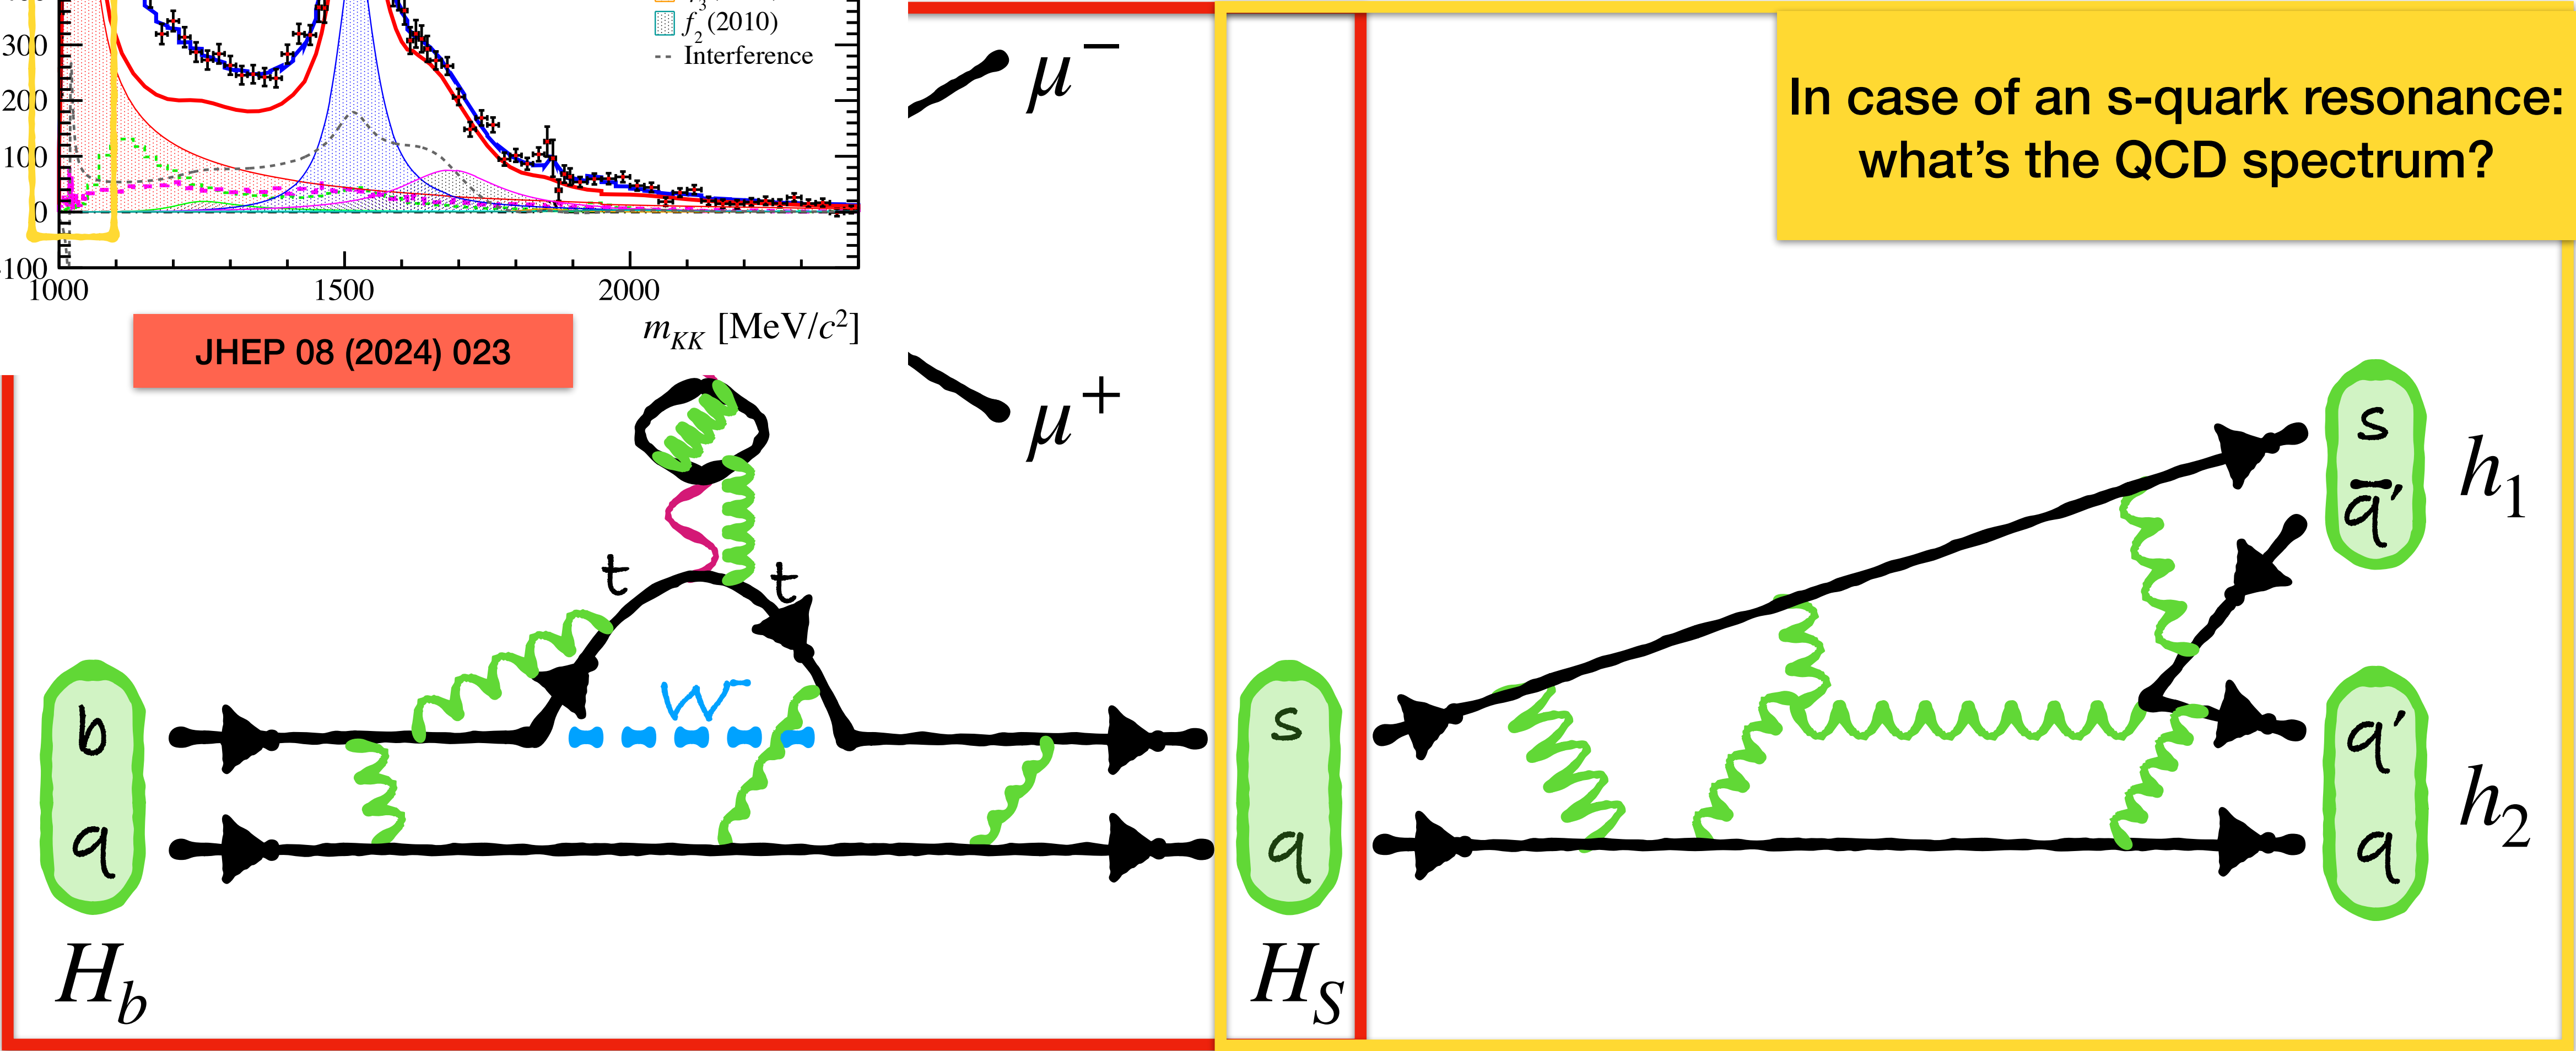 300
200
100
0
100
1000 1500 2000
f₂ (2010)
Interference
m_KK [MeV/c²]
JHEP 08 (2024) 023
μ⁻
μ⁺
In case of an s-quark resonance:
what’s the QCD spectrum?
t t
W⁻
b
q
H_b
s
q
H_S
s
q̄′
h₁
q′
q
h₂